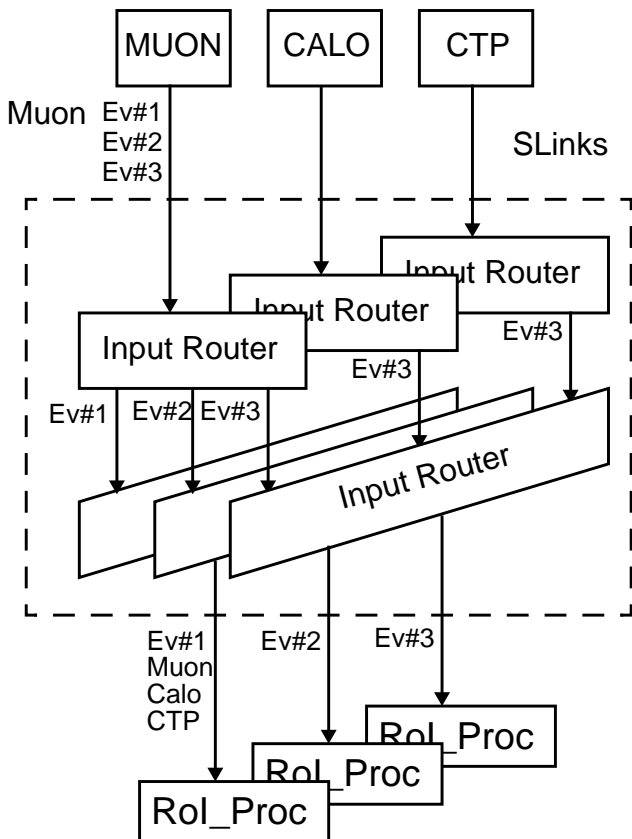 MUON
CALO
CTP
Muon
Ev#1
Ev#2
Ev#3
SLinks
Input Router
Input Router
Input Router
Ev#3
Ev#3
Ev#1
Ev#2
Ev#3
Input Router
Ev#1
Muon
Calo
CTP
Ev#2
Ev#3
RoI_Proc
RoI_Proc
RoI_Proc